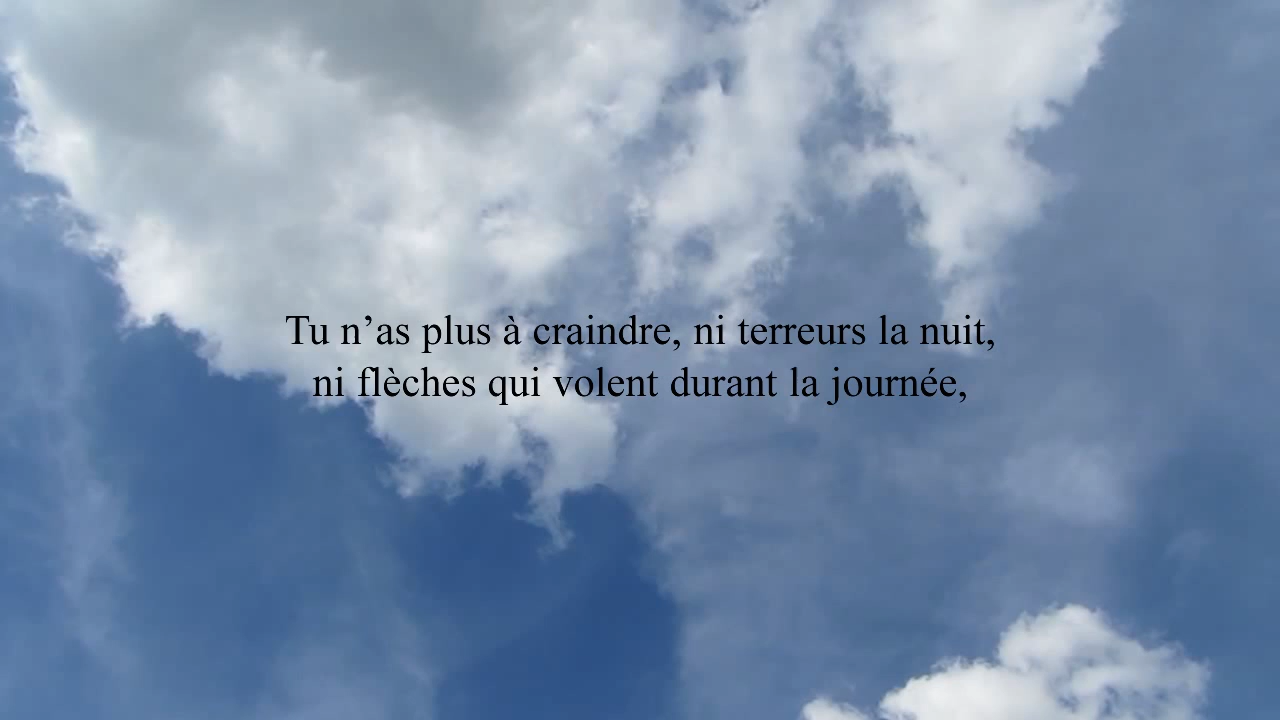 Tu n’as plus à craindre, ni terreurs la nuit,
ni flèches qui volent durant la journée,